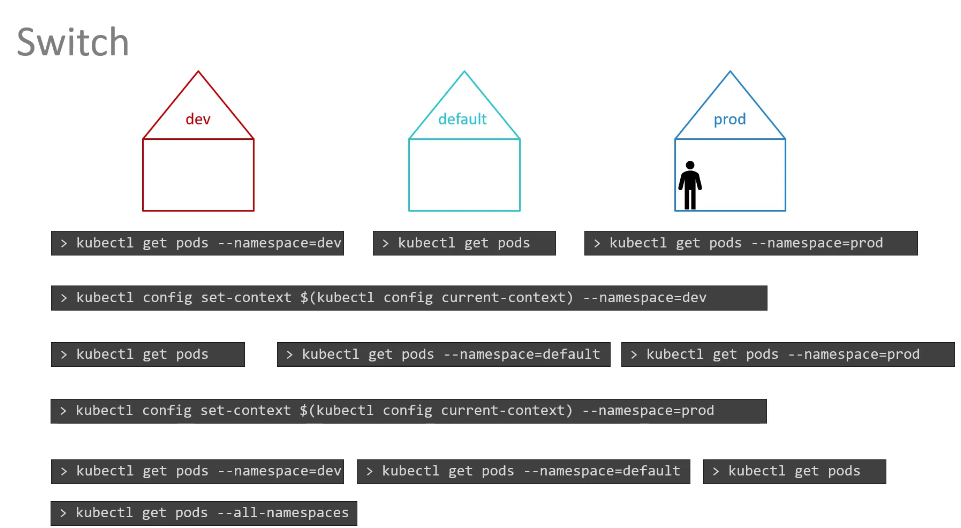 Switch
dev
default
prod
> kubectl get pods --namespace=dev
> kubectl get pods
> kubectl get pods --namespace=prod
> kubectl config set-context $(kubectl config current-context) --namespace=dev
> kubectl get pods
> kubectl get pods --namespace=default
> kubectl get pods --namespace=prod
> kubectl config set-context $(kubectl config current-context) --namespace=prod
> kubectl get pods --namespace=dev
> kubectl get pods --namespace=default
> kubectl get pods
> kubectl get pods --all-namespaces